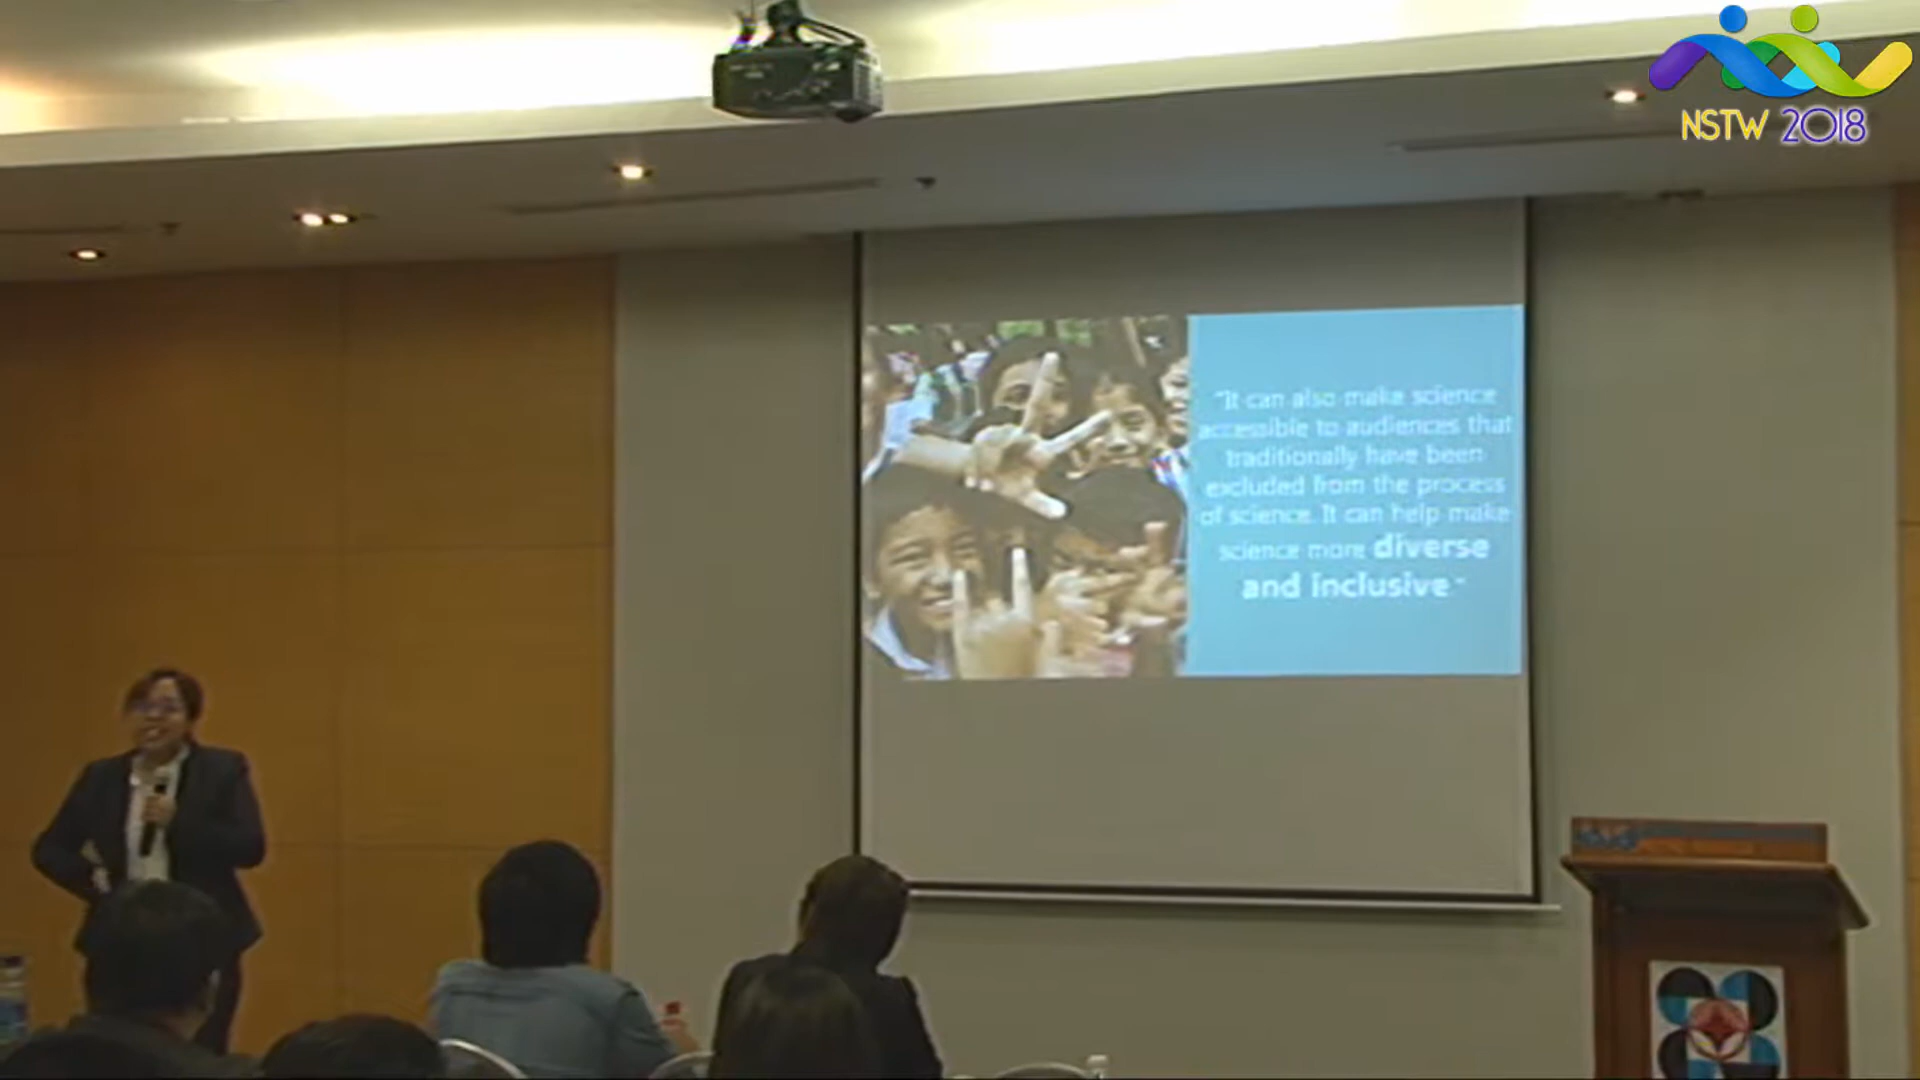 NSTW 2018
"It can also make science
accessible to audiences that
traditionally have been
excluded from the process
of science. It can help make
science more diverse
and inclusive."